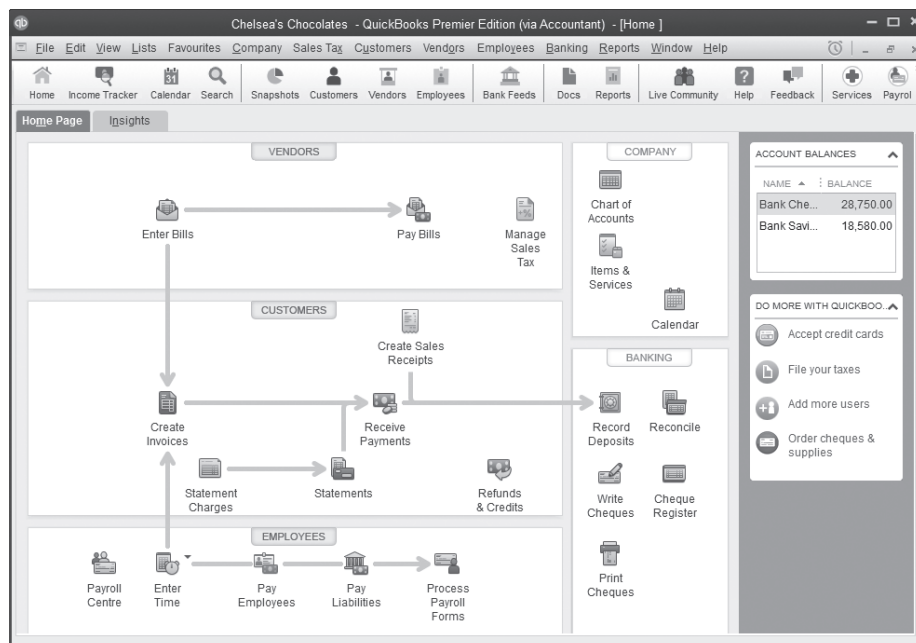 qb Chelsea's Chocolates - QuickBooks Premier Edition (via Accountant) - [Home ]
File Edit View Lists Favourites Company Sales Tax Customers Vendors Employees Banking Reports Window Help
Home Income Tracker Calendar Search Snapshots Customers Vendors Employees Bank Feeds Docs Reports Live Community Help Feedback Services Payrol
31
Home Page Insights
VENDORS
Enter Bills
Pay Bills
Manage
Sales
Tax
CUSTOMERS
Create Sales
Receipts
Create
Invoices
Receive
Payments
Statement
Charges
Statements
Refunds
& Credits
EMPLOYEES
Payroll
Centre
Enter
Time
Pay
Employees
Pay
Liabilities
Process
Payroll
Forms
COMPANY
Chart of
Accounts
Items &
Services
Calendar
BANKING
Record
Deposits
Reconcile
Write
Cheques
Cheque
Register
Print
Cheques
ACCOUNT BALANCES
NAME BALANCE
Bank Che... 28,750.00
Bank Savi... 18,580.00
DO MORE WITH QUICKBOO...
Accept credit cards
File your taxes
Add more users
Order cheques &
supplies